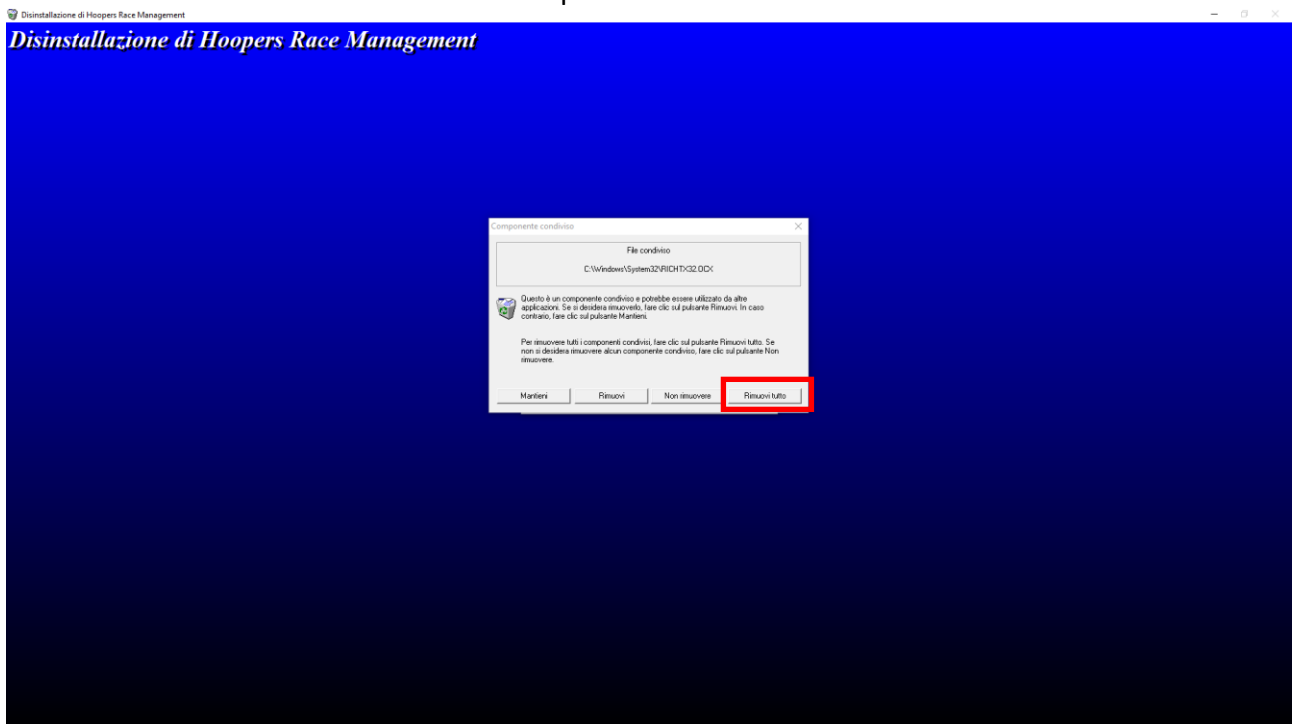 Disinstallazione di Hoopers Race Management
Disinstallazione di Hoopers Race Management
Componente condiviso
File condiviso
C:\Windows\System32\RICHTX32.OCX
Questo è un componente condiviso e potrebbe essere utilizzato da altre
applicazioni. Se si desidera rimuoverlo, fare clic sul pulsante Rimuovi. In caso
contrario, fare clic sul pulsante Mantieni.
Per rimuovere tutti i componenti condivisi, fare clic sul pulsante Rimuovi tutto. Se
non si desidera rimuovere alcun componente condiviso, fare clic sul pulsante Non
rimuovere.
Mantieni Rimuovi Non rimuovere Rimuovi tutto